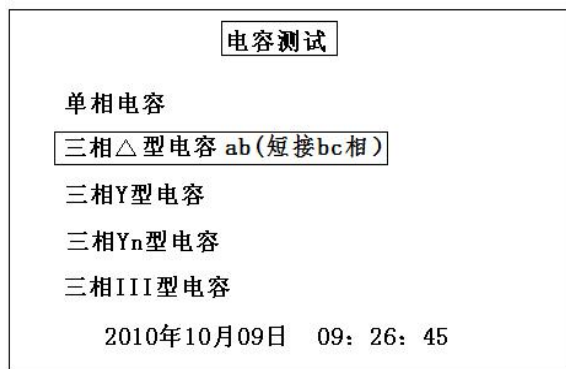 电容测试
单相电容
三相△型电容 ab(短接bc相)
三相Y型电容
三相Yn型电容
三相III型电容
2010年10月09日 09: 26: 45